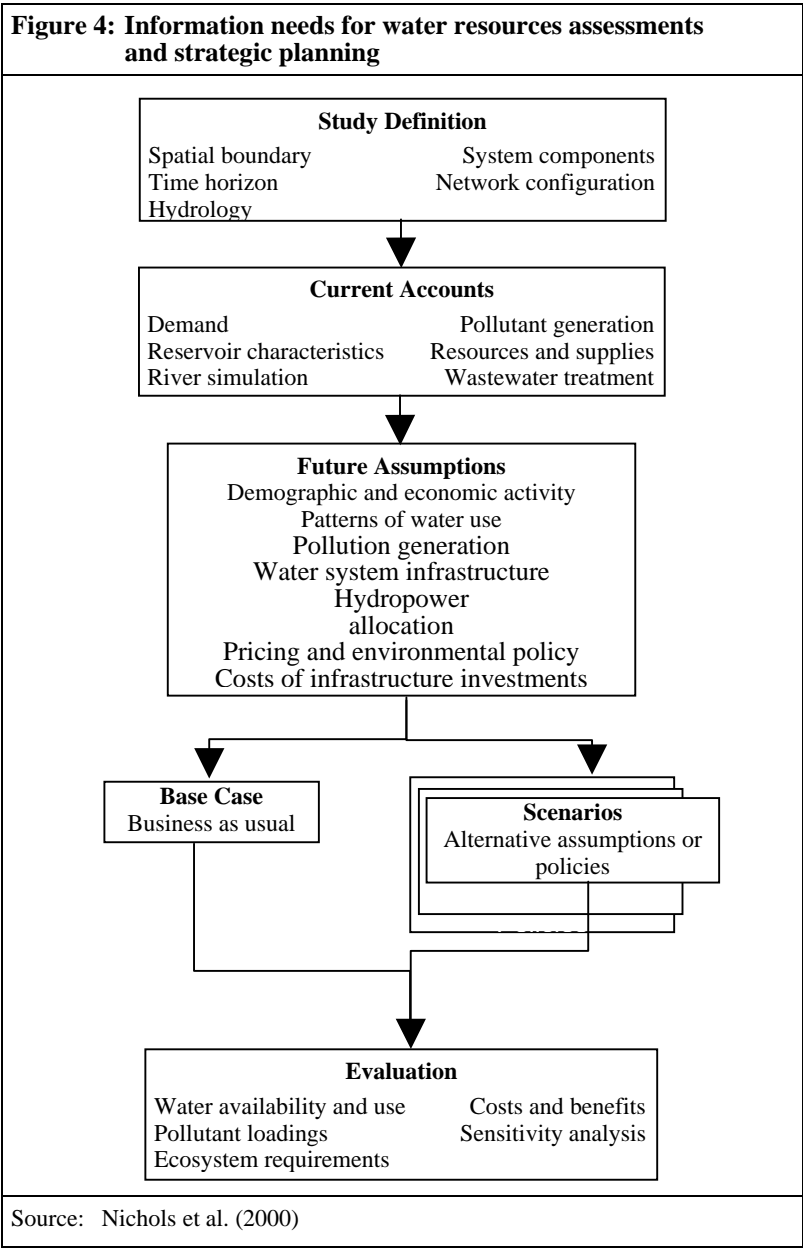 Figure 4: Information needs for water resources assessments
and strategic planning
Study Definition
Spatial boundary
Time horizon
Hydrology
System components
Network configuration
Current Accounts
Demand
Reservoir characteristics
River simulation
Pollutant generation
Resources and supplies
Wastewater treatment
Future Assumptions
Demographic and economic activity
Patterns of water use
Pollution generation
Water system infrastructure
Hydropower
allocation
Pricing and environmental policy
Costs of infrastructure investments
Base Case
Business as usual
Scenarios
Alternative assumptions or
policies
Evaluation
Water availability and use
Pollutant loadings
Ecosystem requirements
Costs and benefits
Sensitivity analysis
Source: Nichols et al. (2000)